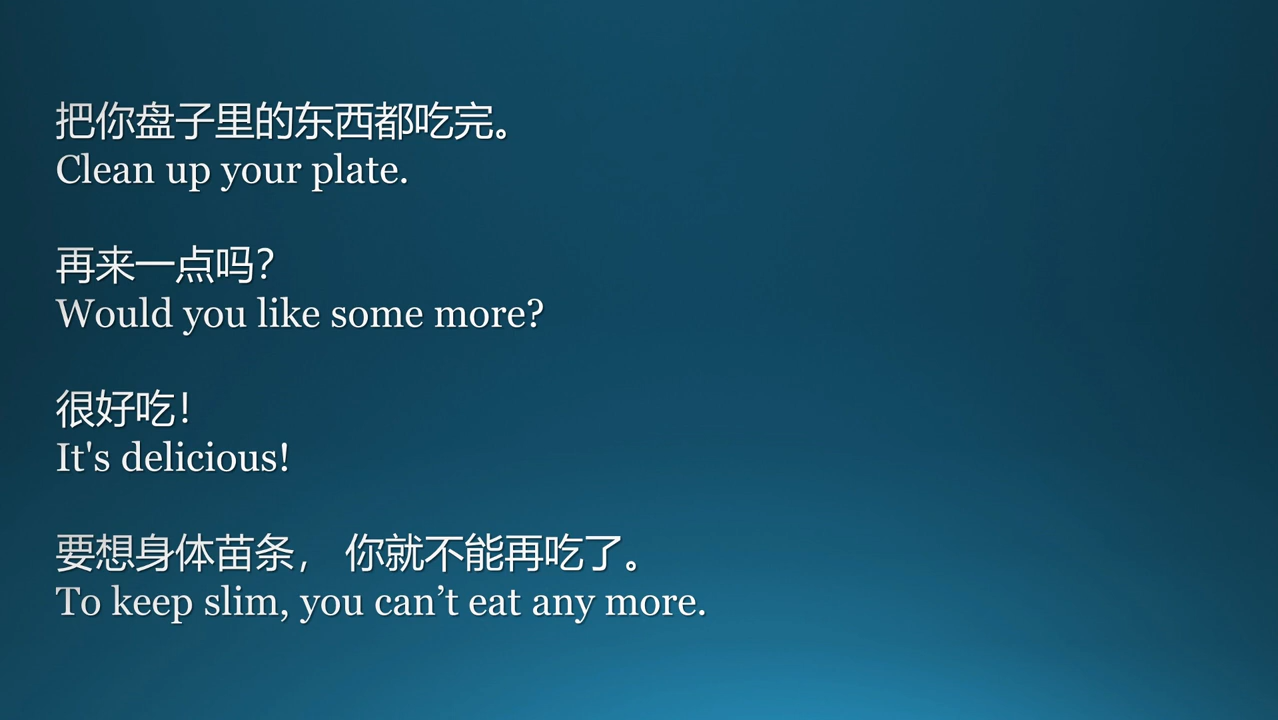 把你盘子里的东西都吃完。
Clean up your plate.
再来一点吗？
Would you like some more?
很好吃！
It's delicious!
要想身体苗条， 你就不能再吃了。
To keep slim, you can’t eat any more.